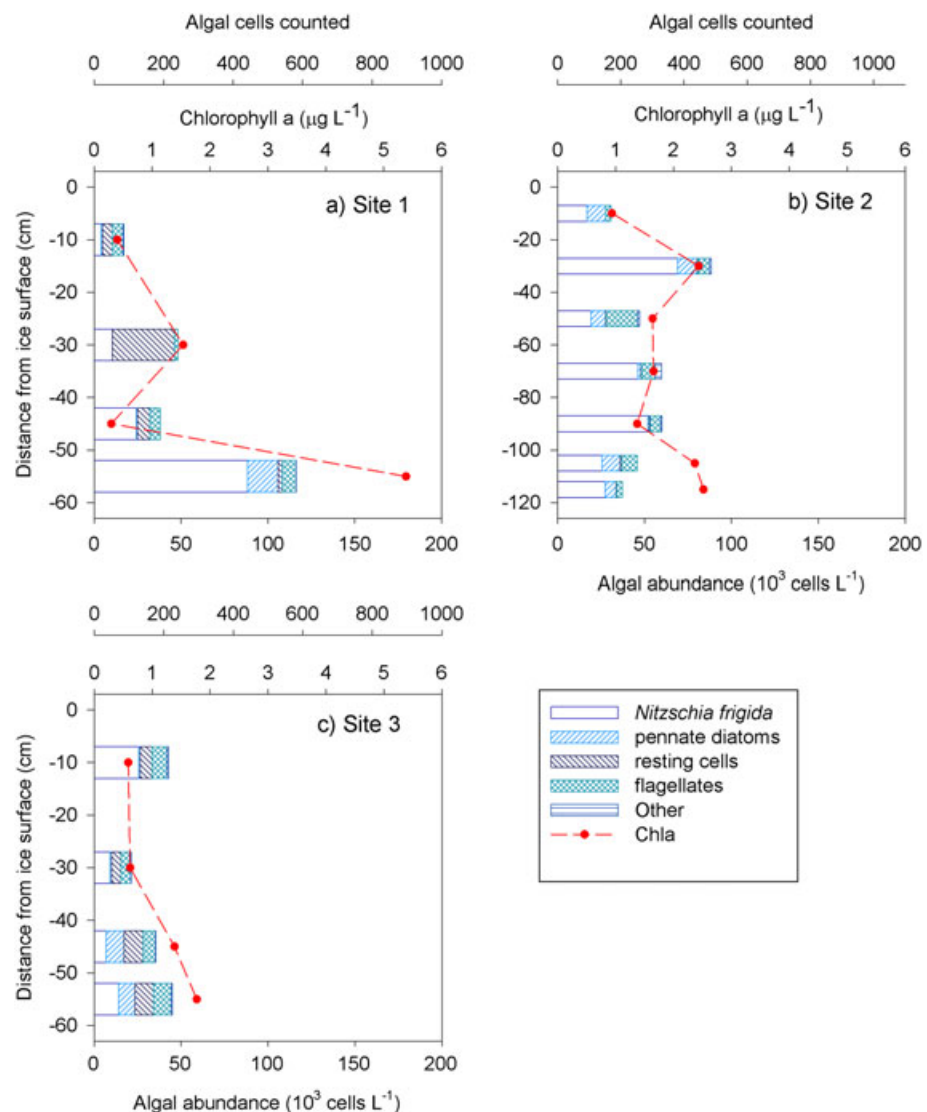 Algal cells counted
0 200 400 600 800 1000
Chlorophyll a (µg L-1)
0 1 2 3 4 5 6
a) Site 1
Distance from ice surface (cm)
0
-10
-20
-30
-40
-50
-60
0 50 100 150 200
Algal cells counted
0 200 400 600 800 1000
Chlorophyll a (µg L-1)
0 1 2 3 4 5 6
b) Site 2
0
-20
-40
-60
-80
-100
-120
0 50 100 150 200
Algal abundance (10³ cells L-1)
0 200 400 600 800 1000
0 1 2 3 4 5 6
c) Site 3
Distance from ice surface (cm)
0
-10
-20
-30
-40
-50
-60
0 50 100 150 200
Algal abundance (10³ cells L-1)
Nitzschia frigida
pennate diatoms
resting cells
flagellates
Other
Chla